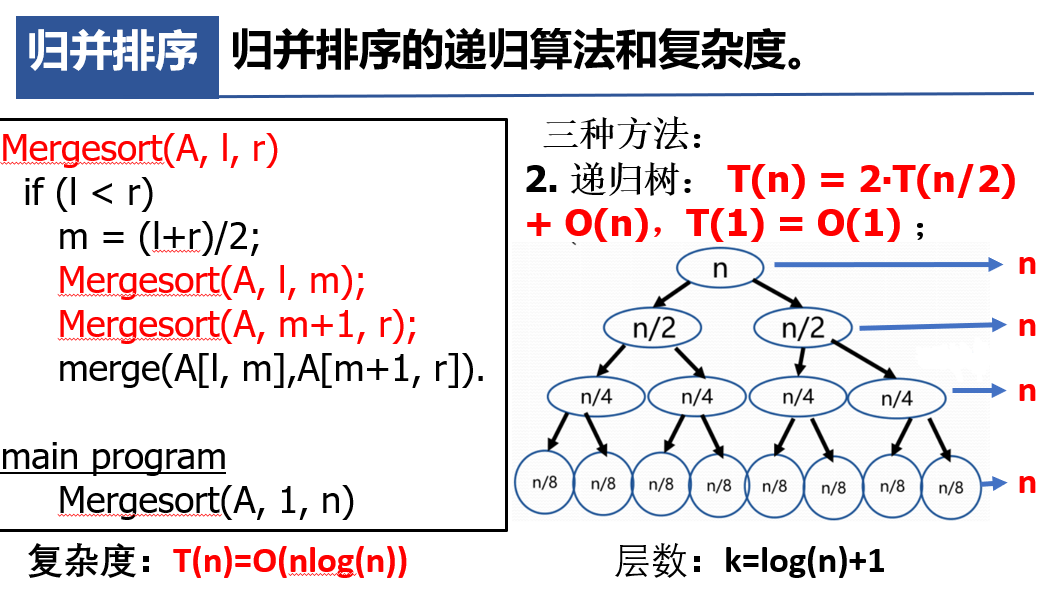 归并排序
归并排序的递归算法和复杂度。
Mergesort(A, l, r)
if (l < r)
m = (l+r)/2;
Mergesort(A, l, m);
Mergesort(A, m+1, r);
merge(A[l, m],A[m+1, r]).
main program
Mergesort(A, 1, n)
复杂度：T(n)=O(nlog(n))
三种方法：
2. 递归树： T(n) = 2·T(n/2)
+ O(n)，T(1) = O(1) ；
n
n
n/2
n/2
n
n/4
n/4
n/4
n/4
n
n/8
n/8
n/8
n/8
n/8
n/8
n/8
n/8
n
层数：k=log(n)+1